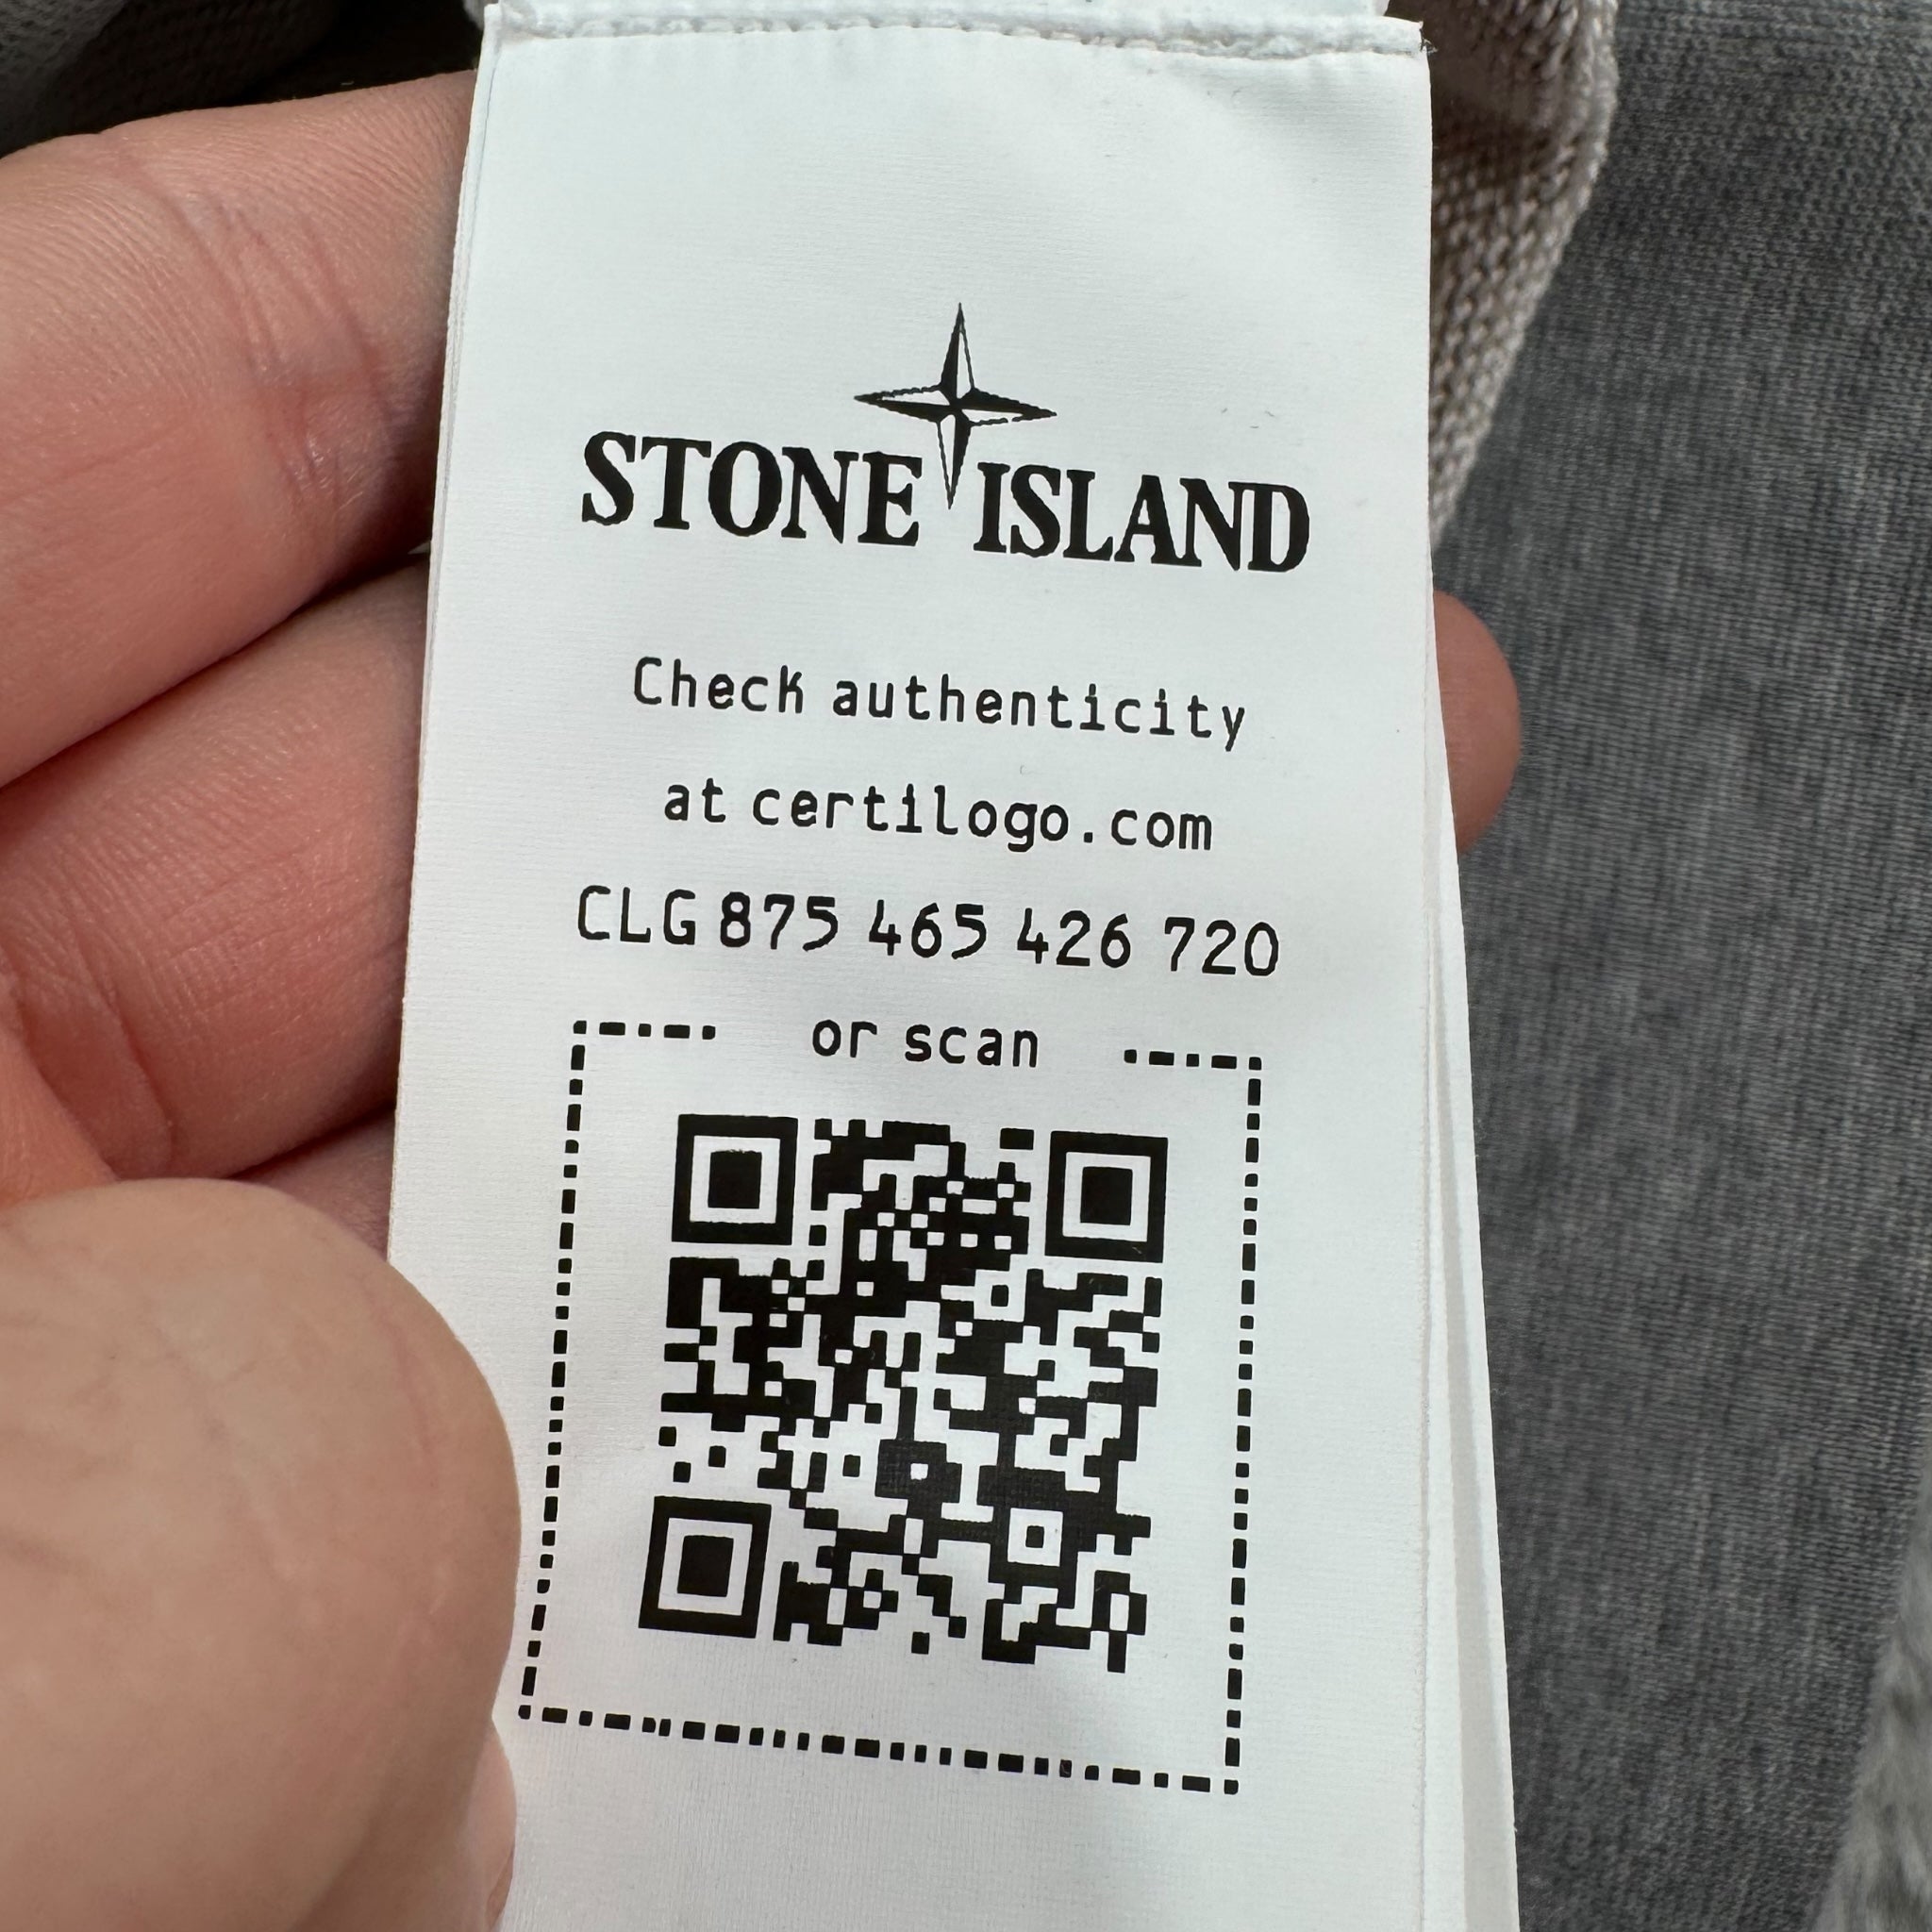 STONE ISLAND
Check authenticity
at certilogo.com
CLG 875 465 426 720
or scan